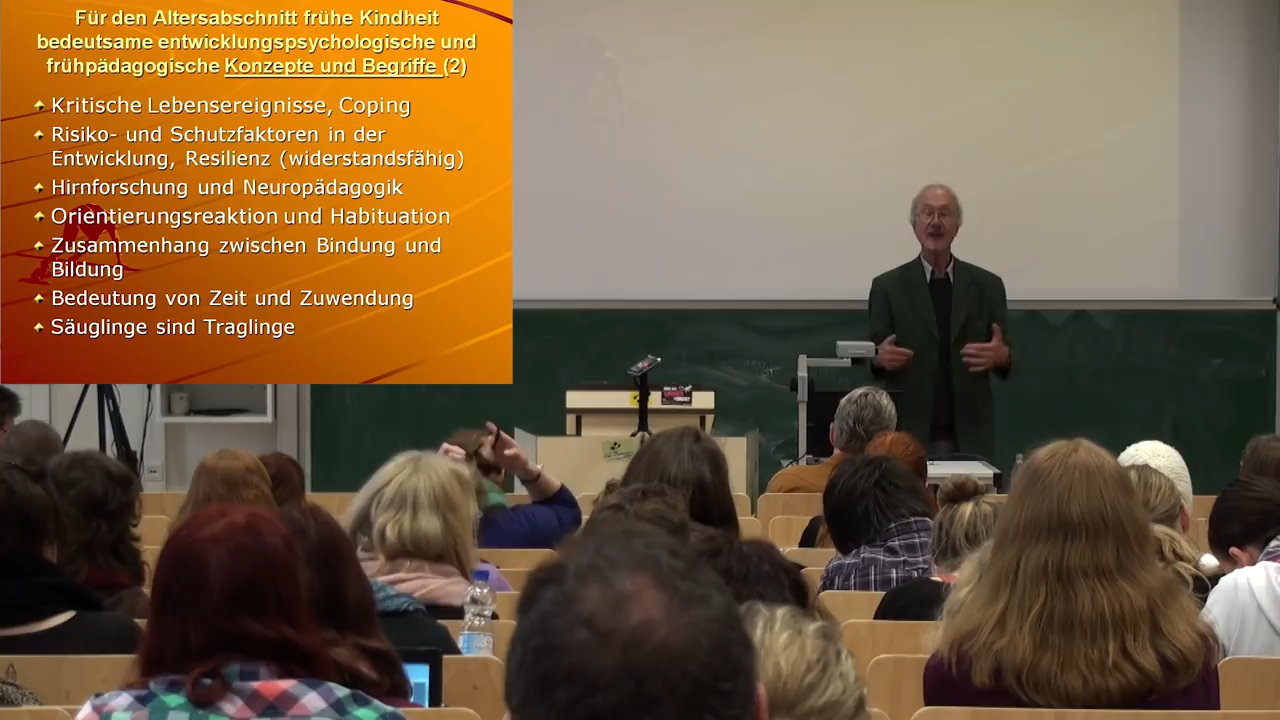 Für den Altersabschnitt frühe Kindheit
bedeutsame entwicklungspsychologische und
frühpädagogische Konzepte und Begriffe (2)
Kritische Lebensereignisse, Coping
Risiko- und Schutzfaktoren in der
Entwicklung, Resilienz (widerstandsfähig)
Hirnforschung und Neuropädagogik
Orientierungsreaktion und Habituation
Zusammenhang zwischen Bindung und
Bildung
Bedeutung von Zeit und Zuwendung
Säuglinge sind Traglinge